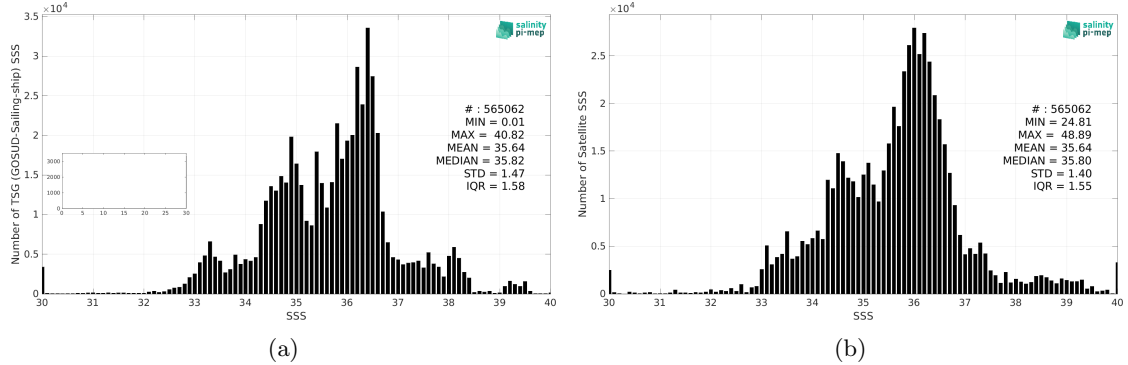 ×10⁴
3.5
3
2.5
2
1.5
1
0.5
0
Number of TSG (GOSUD-Sailing-ship) SSS
salinity
pi-mep
# : 565062
MIN = 0.01
MAX = 40.82
MEAN = 35.64
MEDIAN = 35.82
STD = 1.47
IQR = 1.58
3000
2000
1000
0
0 5 10 15 20 25 30
30 31 32 33 34 35 36 37 38 39 40
SSS
(a)
×10⁴
2.5
2
1.5
1
0.5
0
Number of Satellite SSS
salinity
pi-mep
# : 565062
MIN = 24.81
MAX = 48.89
MEAN = 35.64
MEDIAN = 35.80
STD = 1.40
IQR = 1.55
30 31 32 33 34 35 36 37 38 39 40
SSS
(b)